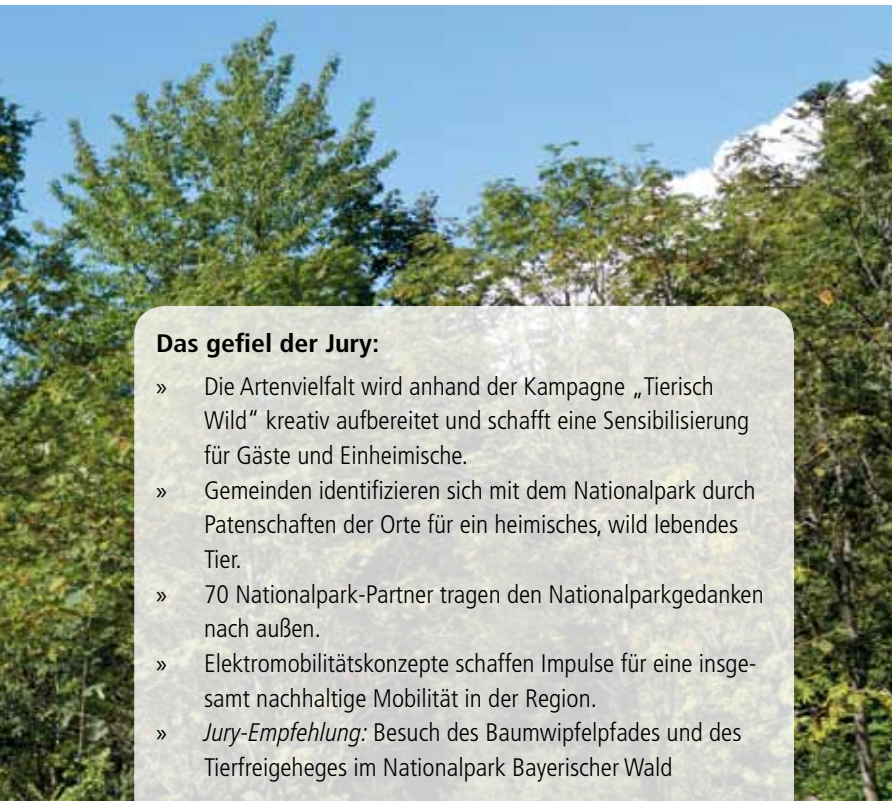 Das gefiel der Jury:
» Die Artenvielfalt wird anhand der Kampagne „Tierisch
Wild" kreativ aufbereitet und schafft eine Sensibilisierung
für Gäste und Einheimische.
» Gemeinden identifizieren sich mit dem Nationalpark durch
Patenschaften der Orte für ein heimisches, wild lebendes
Tier.
» 70 Nationalpark-Partner tragen den Nationalparkgedanken
nach außen.
» Elektromobilitätskonzepte schaffen Impulse für eine insge-
samt nachhaltige Mobilität in der Region.
» Jury-Empfehlung: Besuch des Baumwipfelpfades und des
Tierfreigeheges im Nationalpark Bayerischer Wald